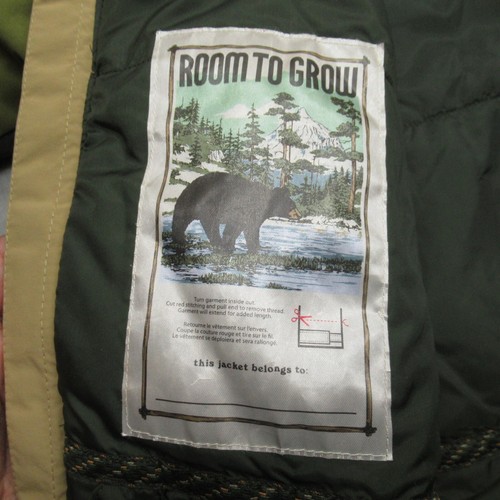 ROOM TO GROW
Turn garment inside out.
Cut red stitching and pull end to remove thread.
Garment will extend for added length.
Retourne le vêtement sur l'envers.
Coupe la couture rouge et tire sur le fil.
Le vêtement se dépliera et sera rallongé.
this jacket belongs to: